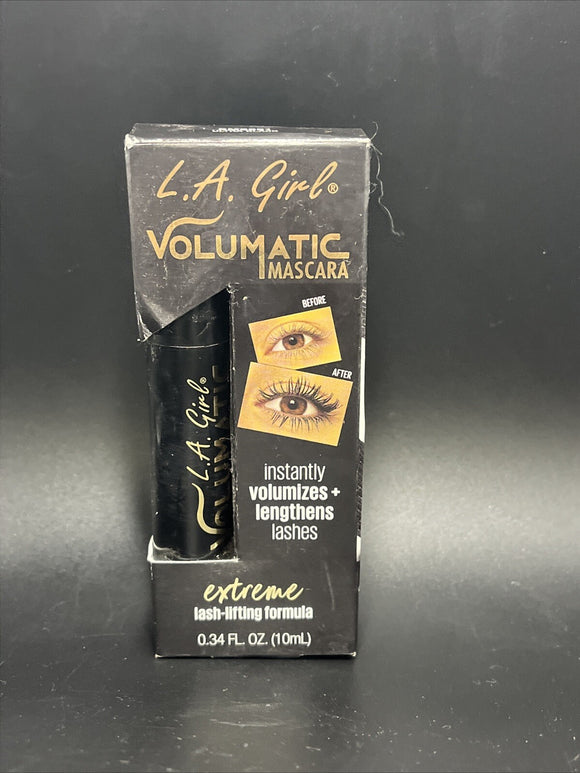 L.A. Girl®
VOLUMATIC
MASCARA
BEFORE
AFTER
L.A. Girl®
VOLUMATIC
instantly
volumizes +
lengthens
lashes
extreme
lash-lifting formula
0.34 FL. OZ. (10mL)